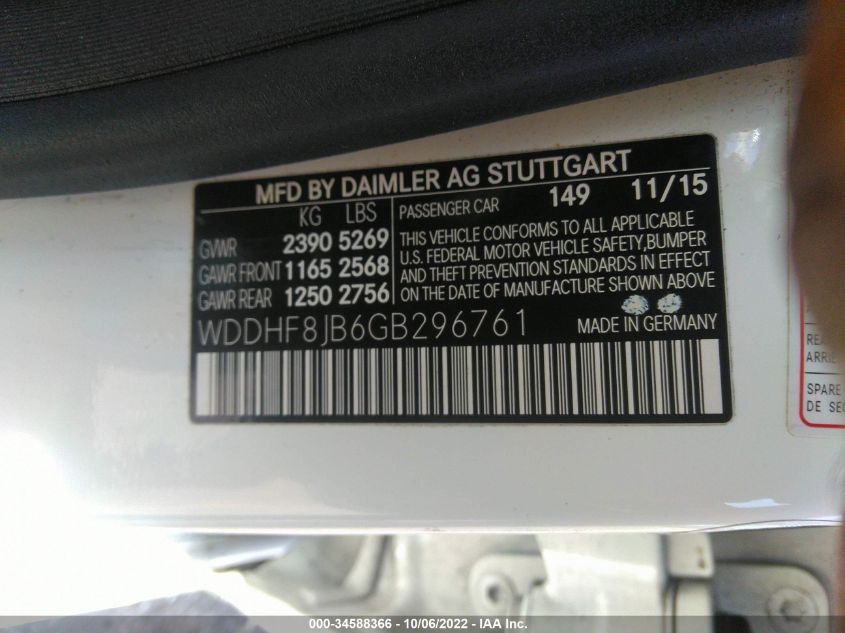 MFD BY DAIMLER AG STUTTGART
KG LBS
GVWR 2390 5269
GAWR FRONT 1165 2568
GAWR REAR 1250 2756
PASSENGER CAR 149 11/15
THIS VEHICLE CONFORMS TO ALL APPLICABLE
U.S. FEDERAL MOTOR VEHICLE SAFETY, BUMPER
AND THEFT PREVENTION STANDARDS IN EFFECT
ON THE DATE OF MANUFACTURE SHOWN ABOVE
WDDHF8JB6GB296761
MADE IN GERMANY
SPARE
DE
000-34588366 - 10/06/2022 - IAA Inc.